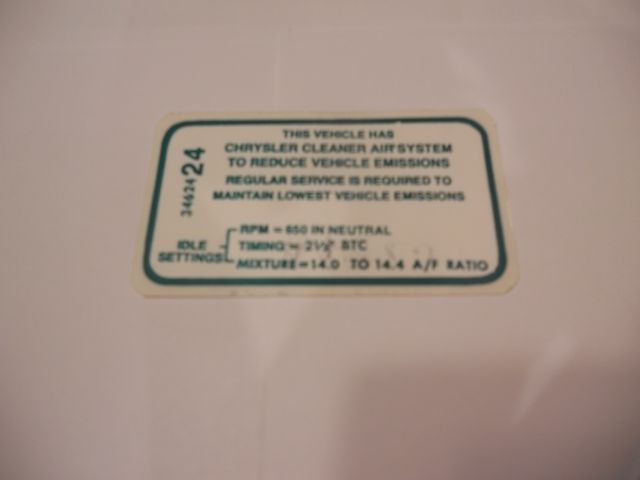 THIS VEHICLE HAS
CHRYSLER CLEANER AIR SYSTEM
TO REDUCE VEHICLE EMISSIONS
REGULAR SERVICE IS REQUIRED TO
MAINTAIN LOWEST VEHICLE EMISSIONS
3462424
IDLE
SETTINGS
RPM = 650 IN NEUTRAL
TIMING = 2½° BTC
MIXTURE = 14.0 TO 14.4 A/F RATIO